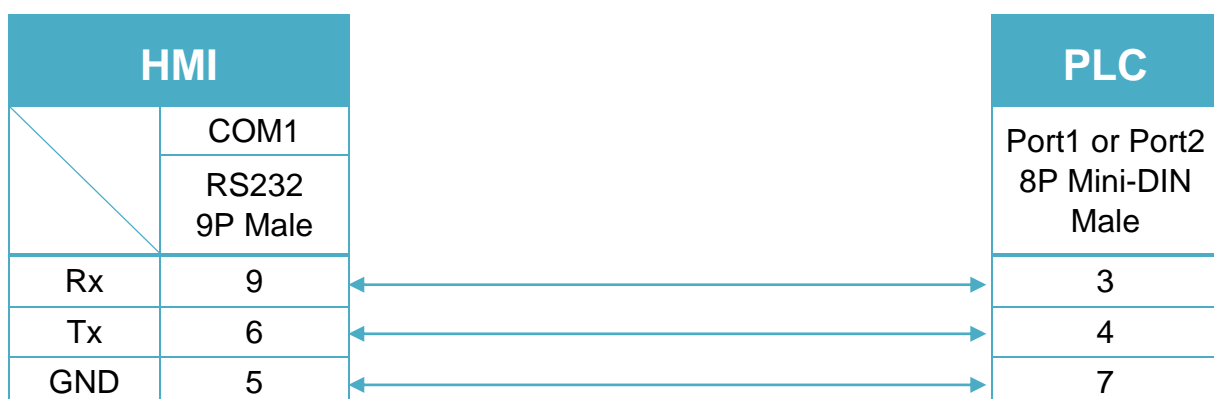 HMI
PLC
COM1
RS232
9P Male
Port1 or Port2
8P Mini-DIN
Male
Rx 9 3
Tx 6 4
GND 5 7